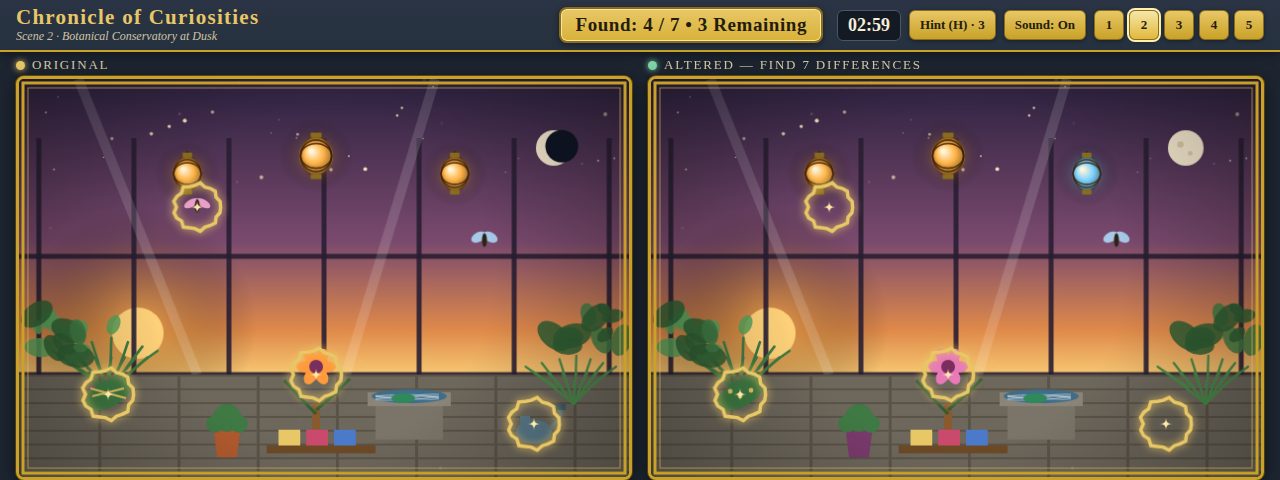 Chronicle of Curiosities
Scene 2 · Botanical Conservatory at Dusk
Found: 4 / 7 • 3 Remaining
02:59
Hint (H) · 3
Sound: On
1
2
3
4
5
ORIGINAL
ALTERED — FIND 7 DIFFERENCES